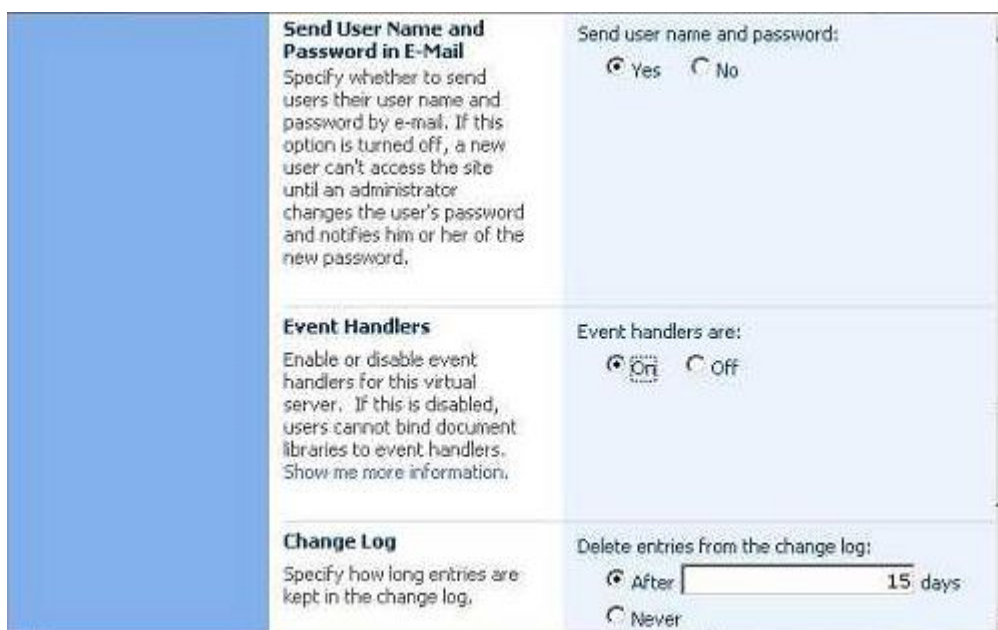 Send User Name and
Password in E-Mail
Specify whether to send
users their user name and
password by e-mail. If this
option is turned off, a new
user can't access the site
until an administrator
changes the user's password
and notifies him or her of the
new password.
Send user name and password:
Yes No
Event Handlers
Enable or disable event
handlers for this virtual
server. If this is disabled,
users cannot bind document
libraries to event handlers.
Show me more information.
Event handlers are:
On Off
Change Log
Specify how long entries are
kept in the change log.
Delete entries from the change log:
After 15 days
Never